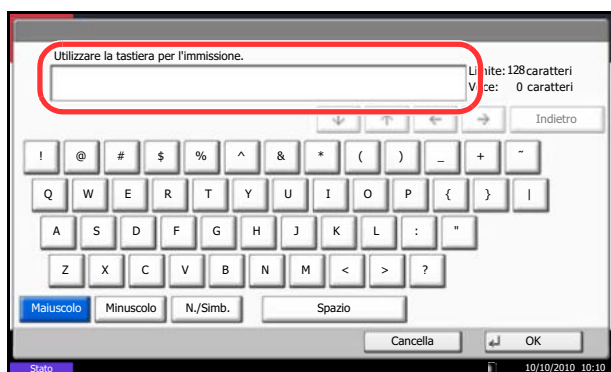 Utilizzare la tastiera per l'immissione.
Limite: 128 caratteri
Voce: 0 caratteri
Indietro
! @ # $ % ^ & * ( ) _ + ~
Q W E R T Y U I O P { } |
A S D F G H J K L : "
Z X C V B N M < > ?
Maiuscolo Minuscolo N./Simb. Spazio
Cancella OK
Stato 10/10/2010 10:10